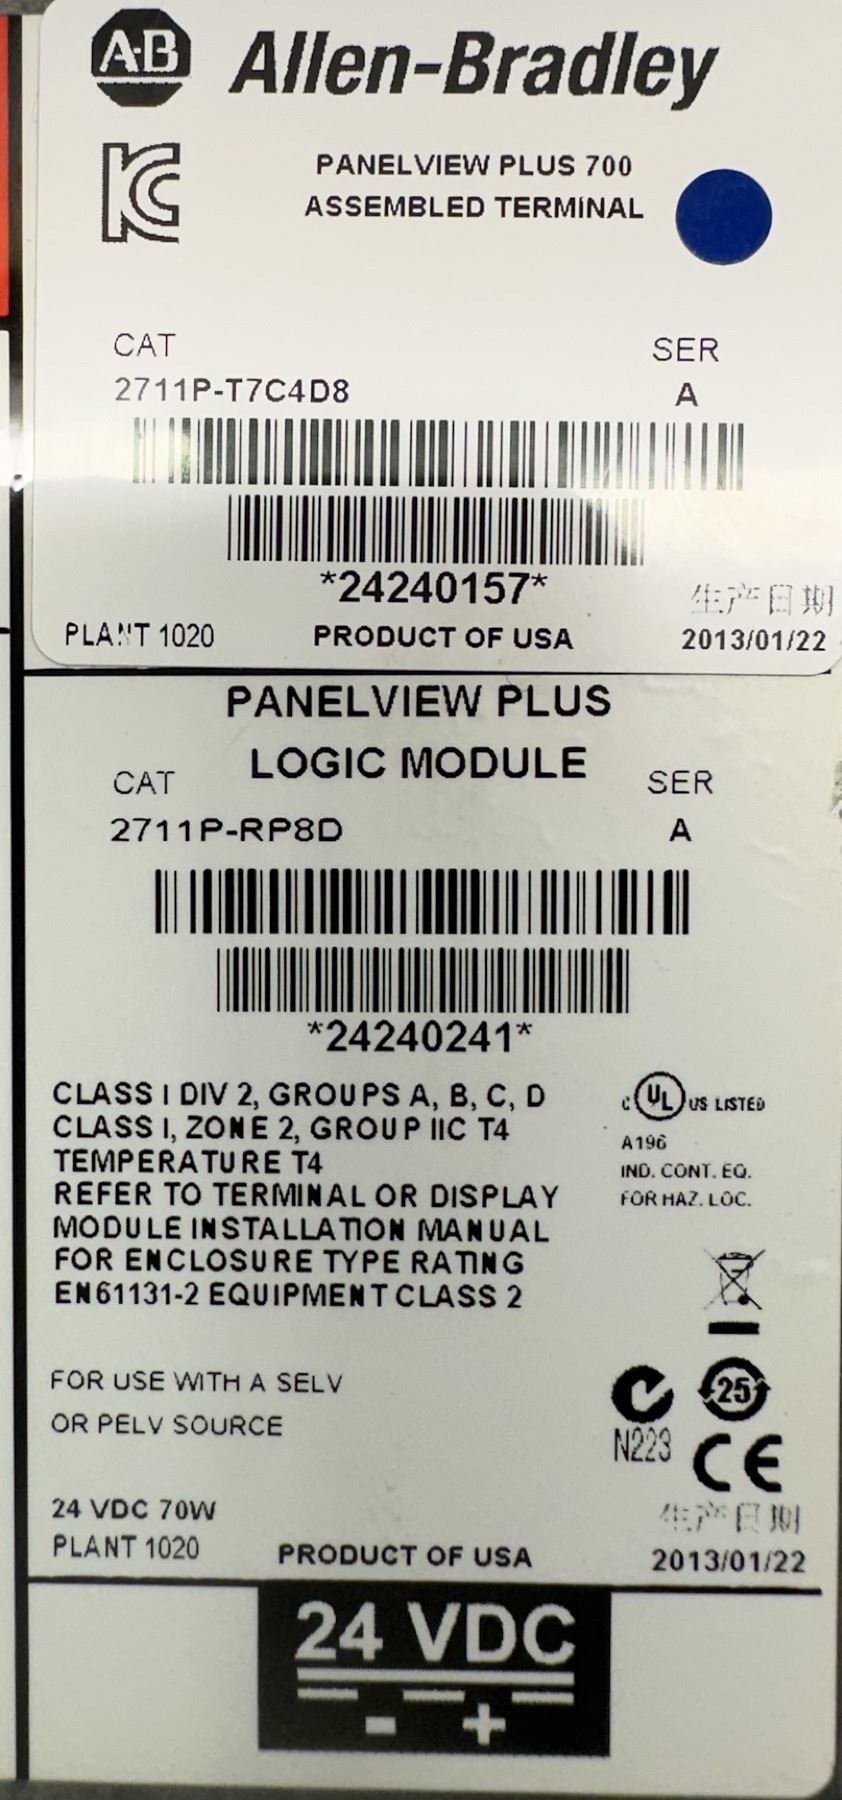 A-B Allen-Bradley
PANELVIEW PLUS 700
ASSEMBLED TERMINAL
CAT SER
2711P-T7C4D8 A
*24240157*
生产日期
PLANT 1020 PRODUCT OF USA 2013/01/22
PANELVIEW PLUS
LOGIC MODULE
CAT SER
2711P-RP8D A
*24240241*
CLASS I DIV 2, GROUPS A, B, C, D
CLASS I, ZONE 2, GROUP IIC T4
TEMPERATURE T4
REFER TO TERMINAL OR DISPLAY
MODULE INSTALLATION MANUAL
FOR ENCLOSURE TYPE RATING
EN61131-2 EQUIPMENT CLASS 2
C UL US LISTED
A196
IND. CONT. EQ.
FOR HAZ. LOC.
FOR USE WITH A SELV
OR PELV SOURCE
25
N223 CE
24 VDC 70W
生产日期
PLANT 1020 PRODUCT OF USA 2013/01/22
24 VDC
- +